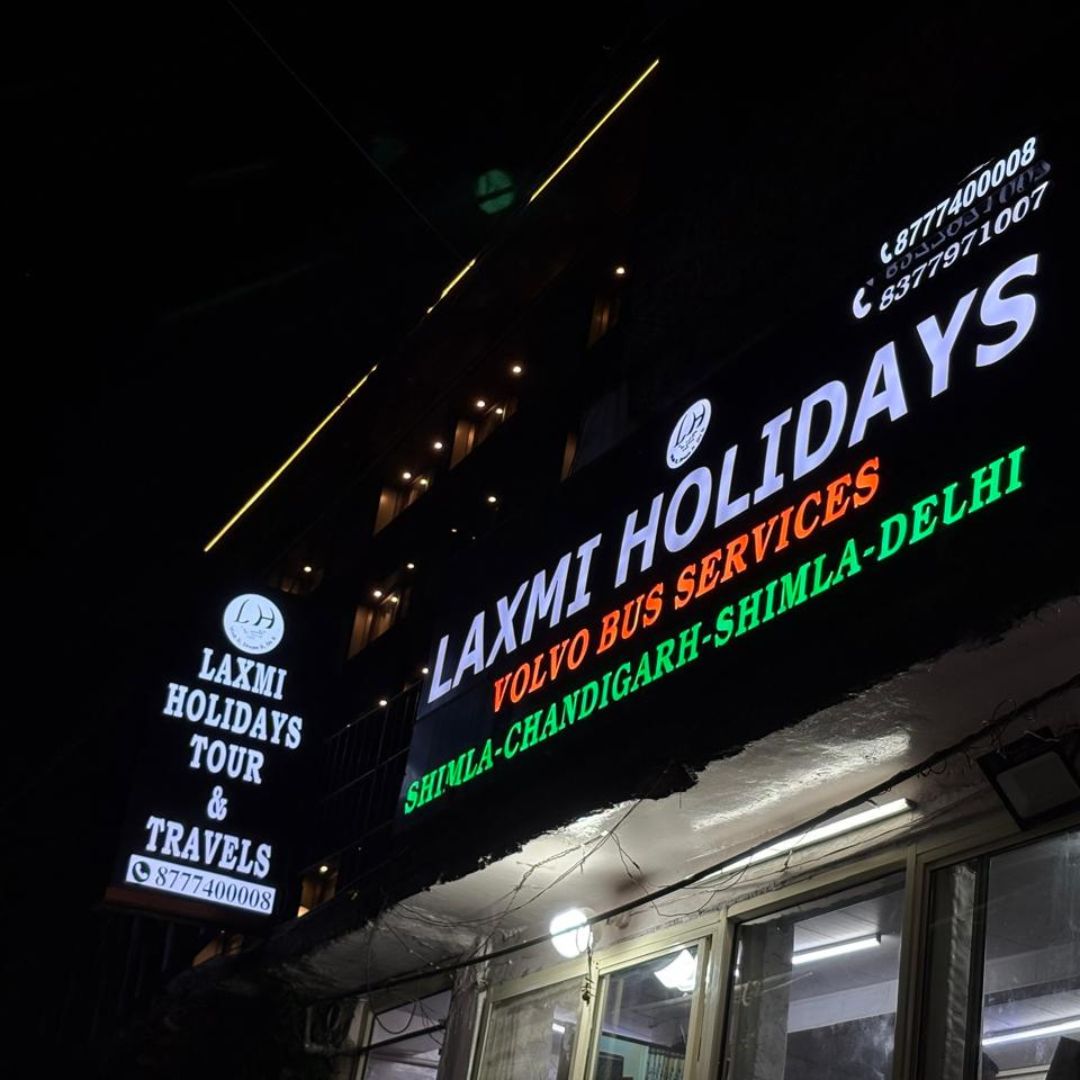 8777400008
8377971007
LAXMI HOLIDAYS
VOLVO BUS SERVICES
SHIMLA-CHANDIGARH-SHIMLA-DELHI
LH
LAXMI
HOLIDAYS
TOUR
&
TRAVELS
8777400008